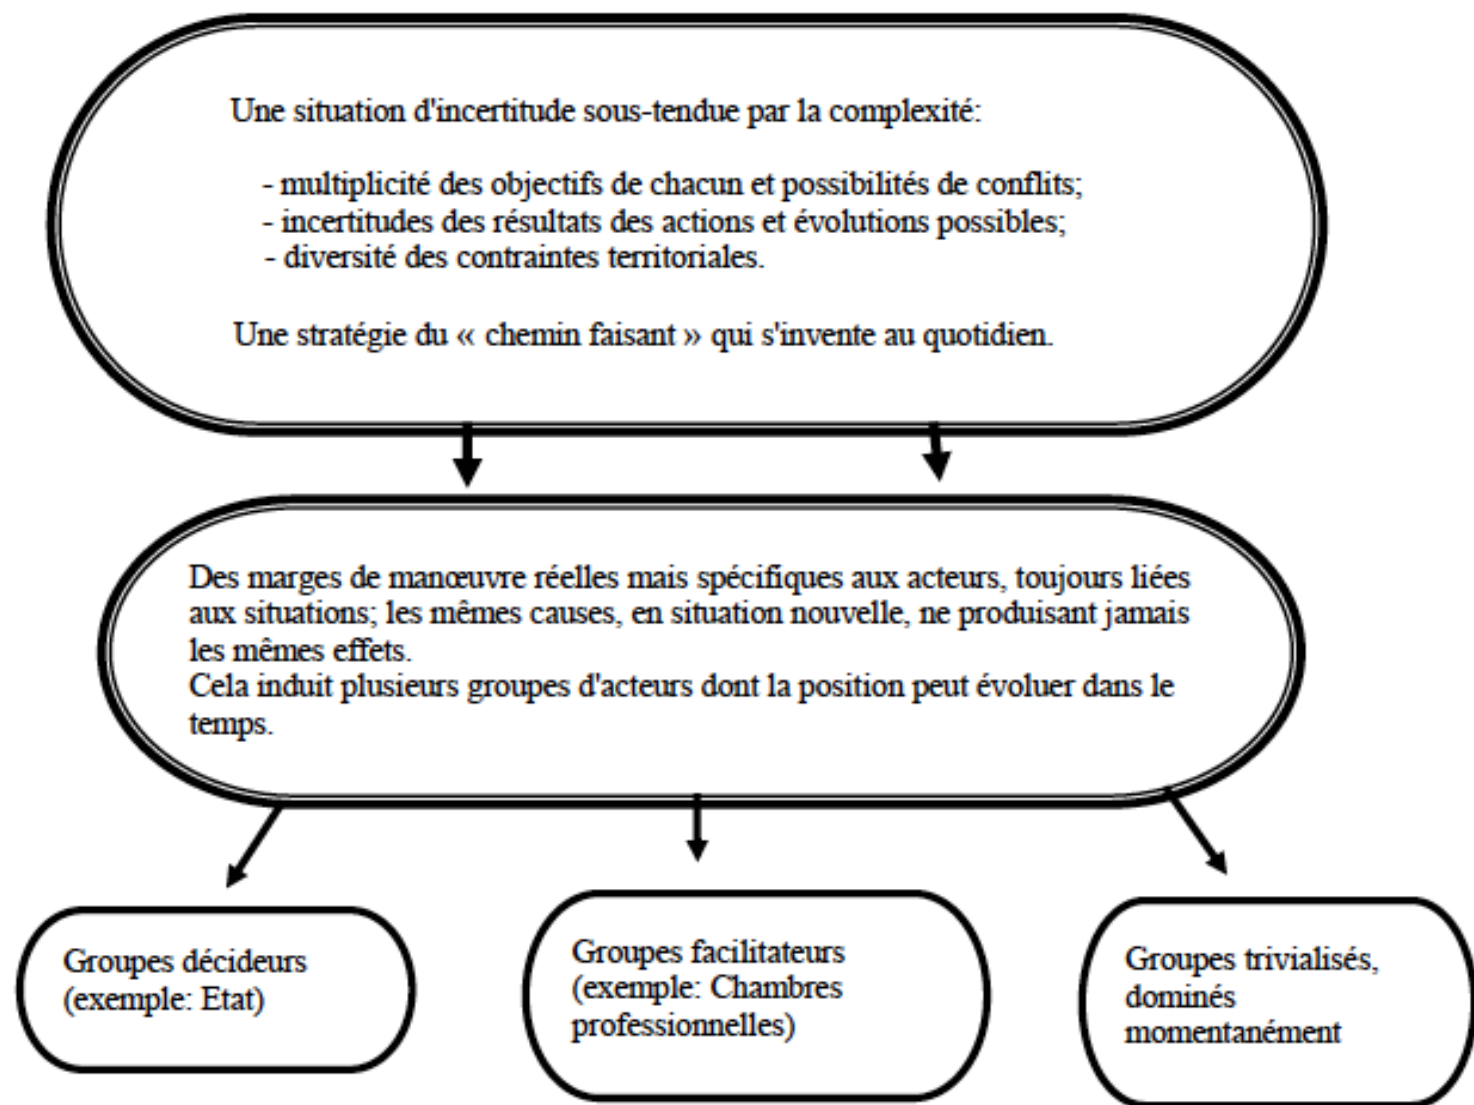 Une situation d'incertitude sous-tendue par la complexité:
- multiplicité des objectifs de chacun et possibilités de conflits;
- incertitudes des résultats des actions et évolutions possibles;
- diversité des contraintes territoriales.
Une stratégie du « chemin faisant » qui s'invente au quotidien.
Des marges de manœuvre réelles mais spécifiques aux acteurs, toujours liées
aux situations; les mêmes causes, en situation nouvelle, ne produisant jamais
les mêmes effets.
Cela induit plusieurs groupes d'acteurs dont la position peut évoluer dans le
temps.
Groupes décideurs
(exemple: Etat)
Groupes facilitateurs
(exemple: Chambres
professionnelles)
Groupes trivialisés,
dominés
momentanément